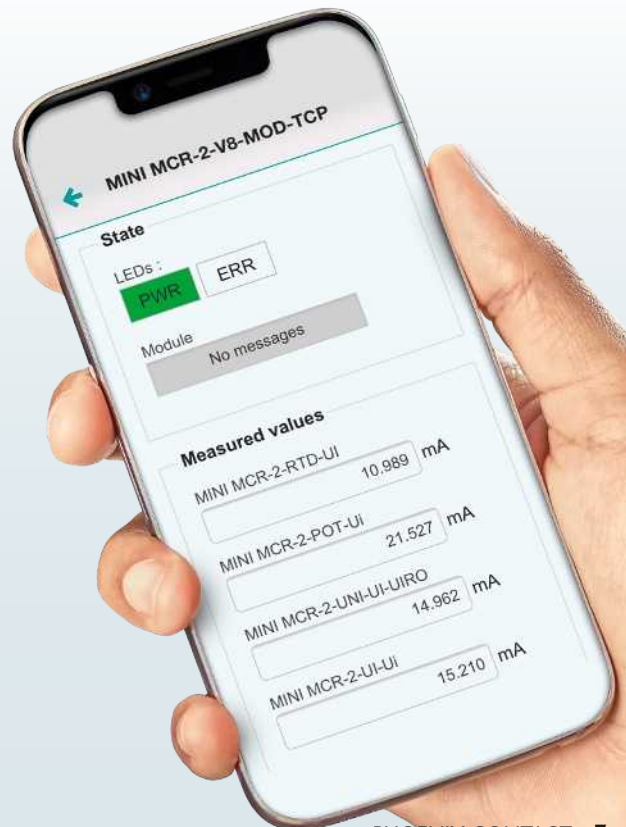 MINI MCR-2-V8-MOD-TCP
State
LEDs :
PWR ERR
Module
No messages
Measured values
MINI MCR-2-RTD-UI
10.989 mA
MINI MCR-2-POT-Ui
21.527 mA
MINI MCR-2-UNI-UI-UIRO
14.962 mA
MINI MCR-2-UI-Ui
15.210 mA